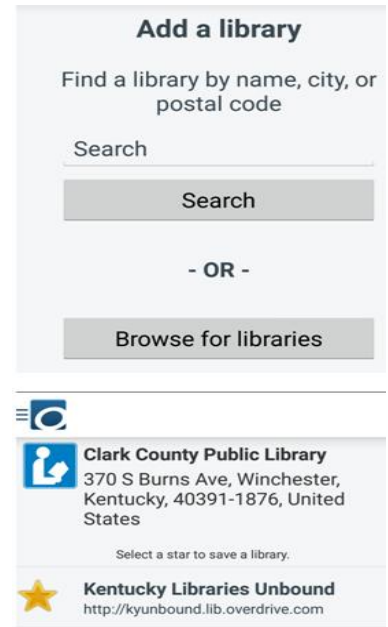 Add a library
Find a library by name, city, or
postal code
Search
Search
- OR -
Browse for libraries
Clark County Public Library
370 S Burns Ave, Winchester,
Kentucky, 40391-1876, United
States
Select a star to save a library.
Kentucky Libraries Unbound
http://kyunbound.lib.overdrive.com